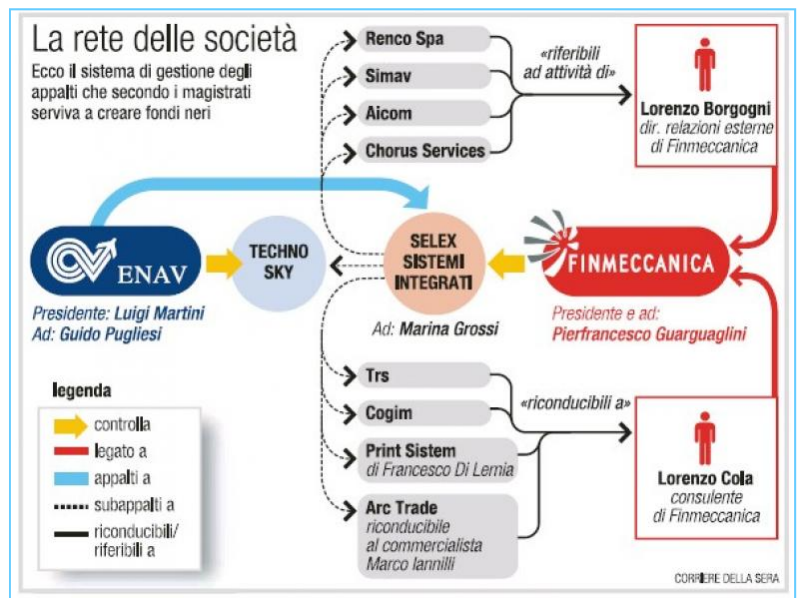 La rete delle società
Ecco il sistema di gestione degli
appalti che secondo i magistrati
serviva a creare fondi neri
Renco Spa
Simav
Aicom
Chorus Services
«riferibili
ad attività di»
Lorenzo Borgogni
dir. relazioni esterne
di Finmeccanica
ENAV
TECHNO
SKY
SELEX
SISTEMI
INTEGRATI
FINMECCANICA
Presidente: Luigi Martini
Ad: Guido Pugliesi
Ad: Marina Grossi
Presidente e ad:
Pierfrancesco Guarguaglini
legenda
controlla
legato a
appalti a
subappalti a
riconducibili/
riferibili a
Trs
Cogim
Print Sistem
di Francesco Di Lernia
Arc Trade
riconducibile
al commercialista
Marco Iannilli
«riconducibili a»
Lorenzo Cola
consulente
di Finmeccanica
CORRIERE DELLA SERA